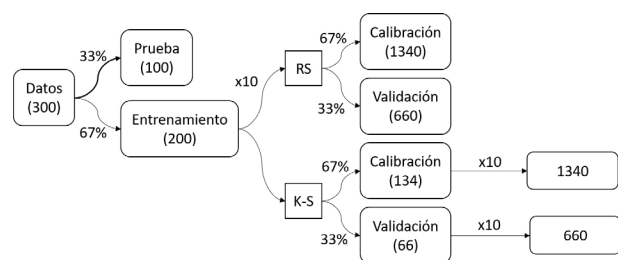 Datos
(300)
33%
67%
Prueba
(100)
Entrenamiento
(200)
x10
RS
67%
33%
Calibración
(1340)
Validación
(660)
K-S
67%
33%
Calibración
(134)
x10
1340
Validación
(66)
x10
660